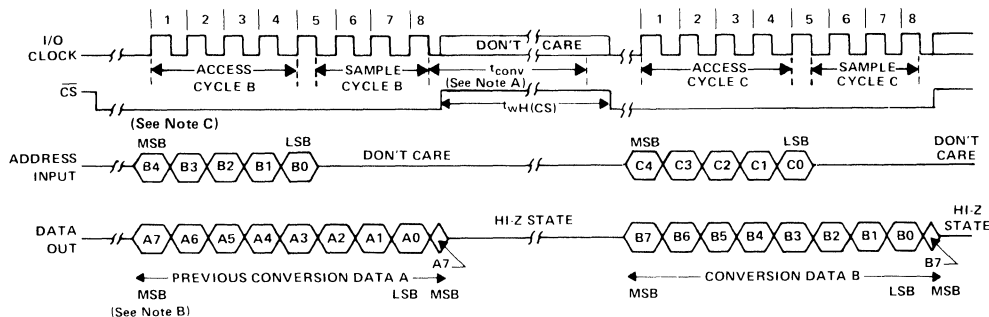 1 2 3 4 5 6 7 8 1 2 3 4 5 6 7 8
I/O CLOCK
DON'T CARE
ACCESS CYCLE B
SAMPLE CYCLE B
tconv
(See Note A)
ACCESS CYCLE C
SAMPLE CYCLE C
CS
twH(CS)
(See Note C)
MSB LSB MSB LSB
ADDRESS INPUT
B4 B3 B2 B1 B0 DON'T CARE C4 C3 C2 C1 C0 DON'T CARE
DATA OUT
A7 A6 A5 A4 A3 A2 A1 A0 HI-Z STATE B7 B6 B5 B4 B3 B2 B1 B0 HI-Z STATE
A7 B7
PREVIOUS CONVERSION DATA A CONVERSION DATA B
MSB LSB MSB MSB LSB MSB
(See Note B)